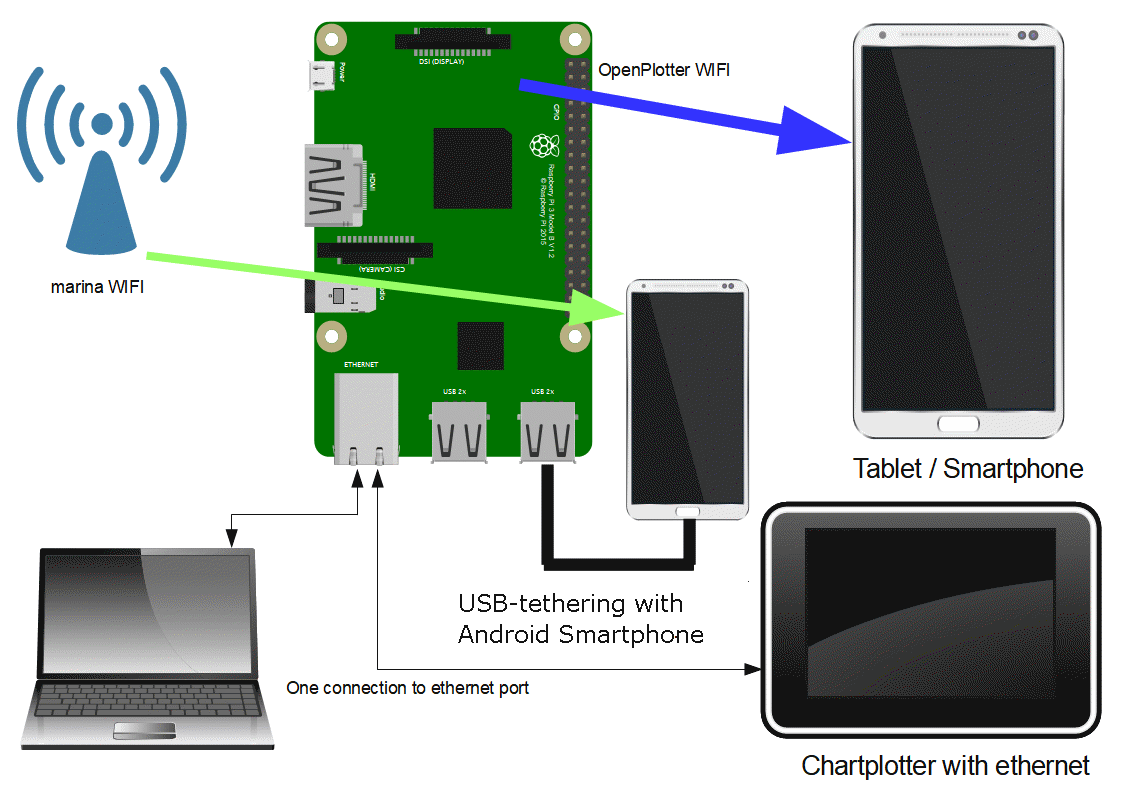 DSI (DISPLAY)
Power
OpenPlotter WIFI
GPIO
HDMI
Raspberry Pi 3 Model B V1.2
© Raspberry Pi 2015
CSI (CAMERA)
marina WIFI
ETHERNET
USB 2x
USB 2x
Tablet / Smartphone
USB-tethering with
Android Smartphone
One connection to ethernet port
Chartplotter with ethernet